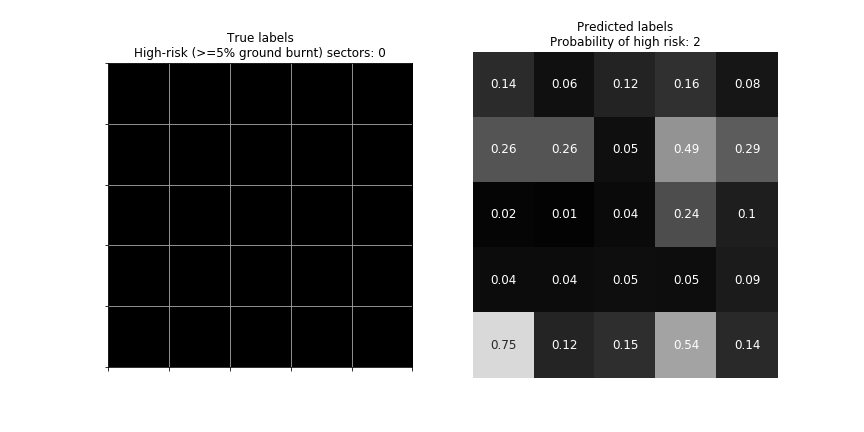 True labels
High-risk (>=5% ground burnt) sectors: 0
Predicted labels
Probability of high risk: 2
0.14 0.06 0.12 0.16 0.08
0.26 0.26 0.05 0.49 0.29
0.02 0.01 0.04 0.24 0.1
0.04 0.04 0.05 0.05 0.09
0.75 0.12 0.15 0.54 0.14